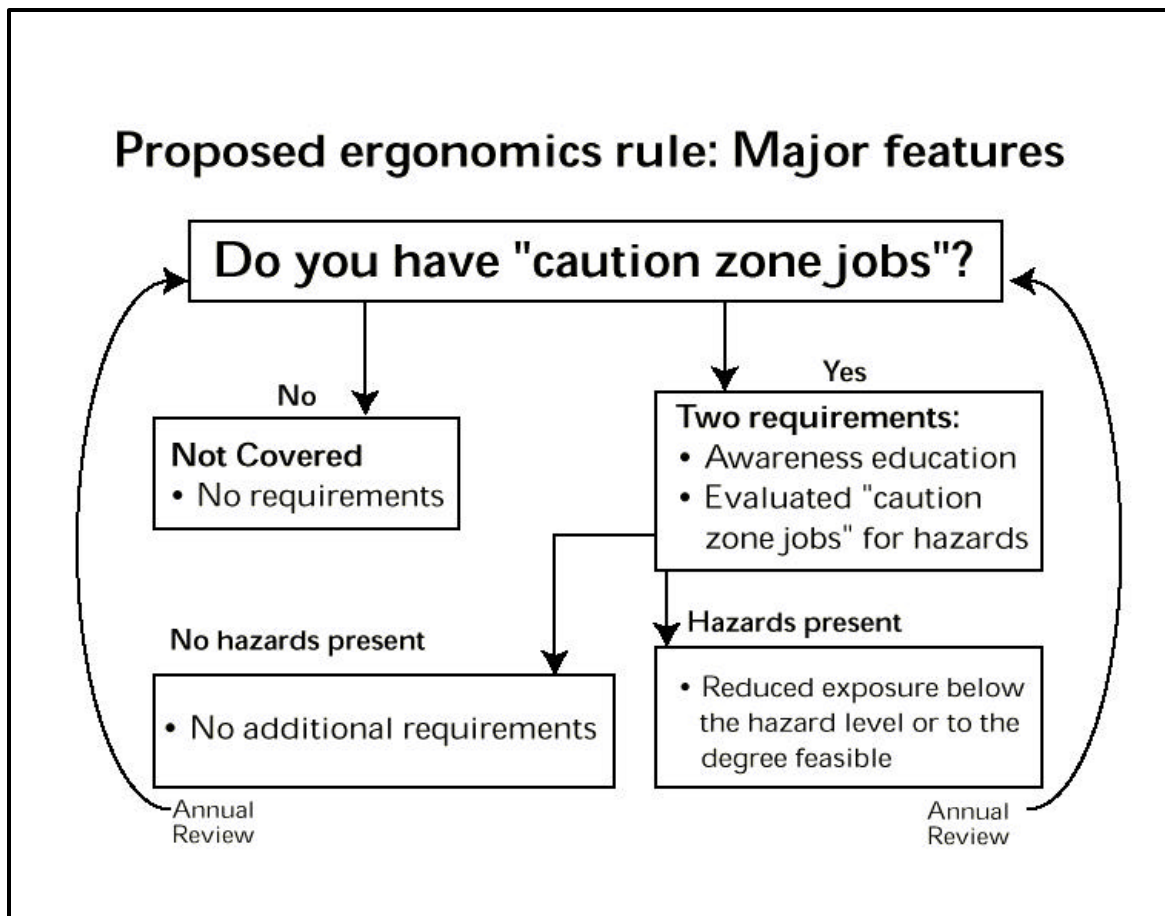 Proposed ergonomics rule: Major features
Do you have "caution zone jobs"?
No
Not Covered
• No requirements
Yes
Two requirements:
• Awareness education
• Evaluated "caution
zone jobs" for hazards
No hazards present
• No additional requirements
Hazards present
• Reduced exposure below
the hazard level or to the
degree feasible
Annual
Review
Annual
Review